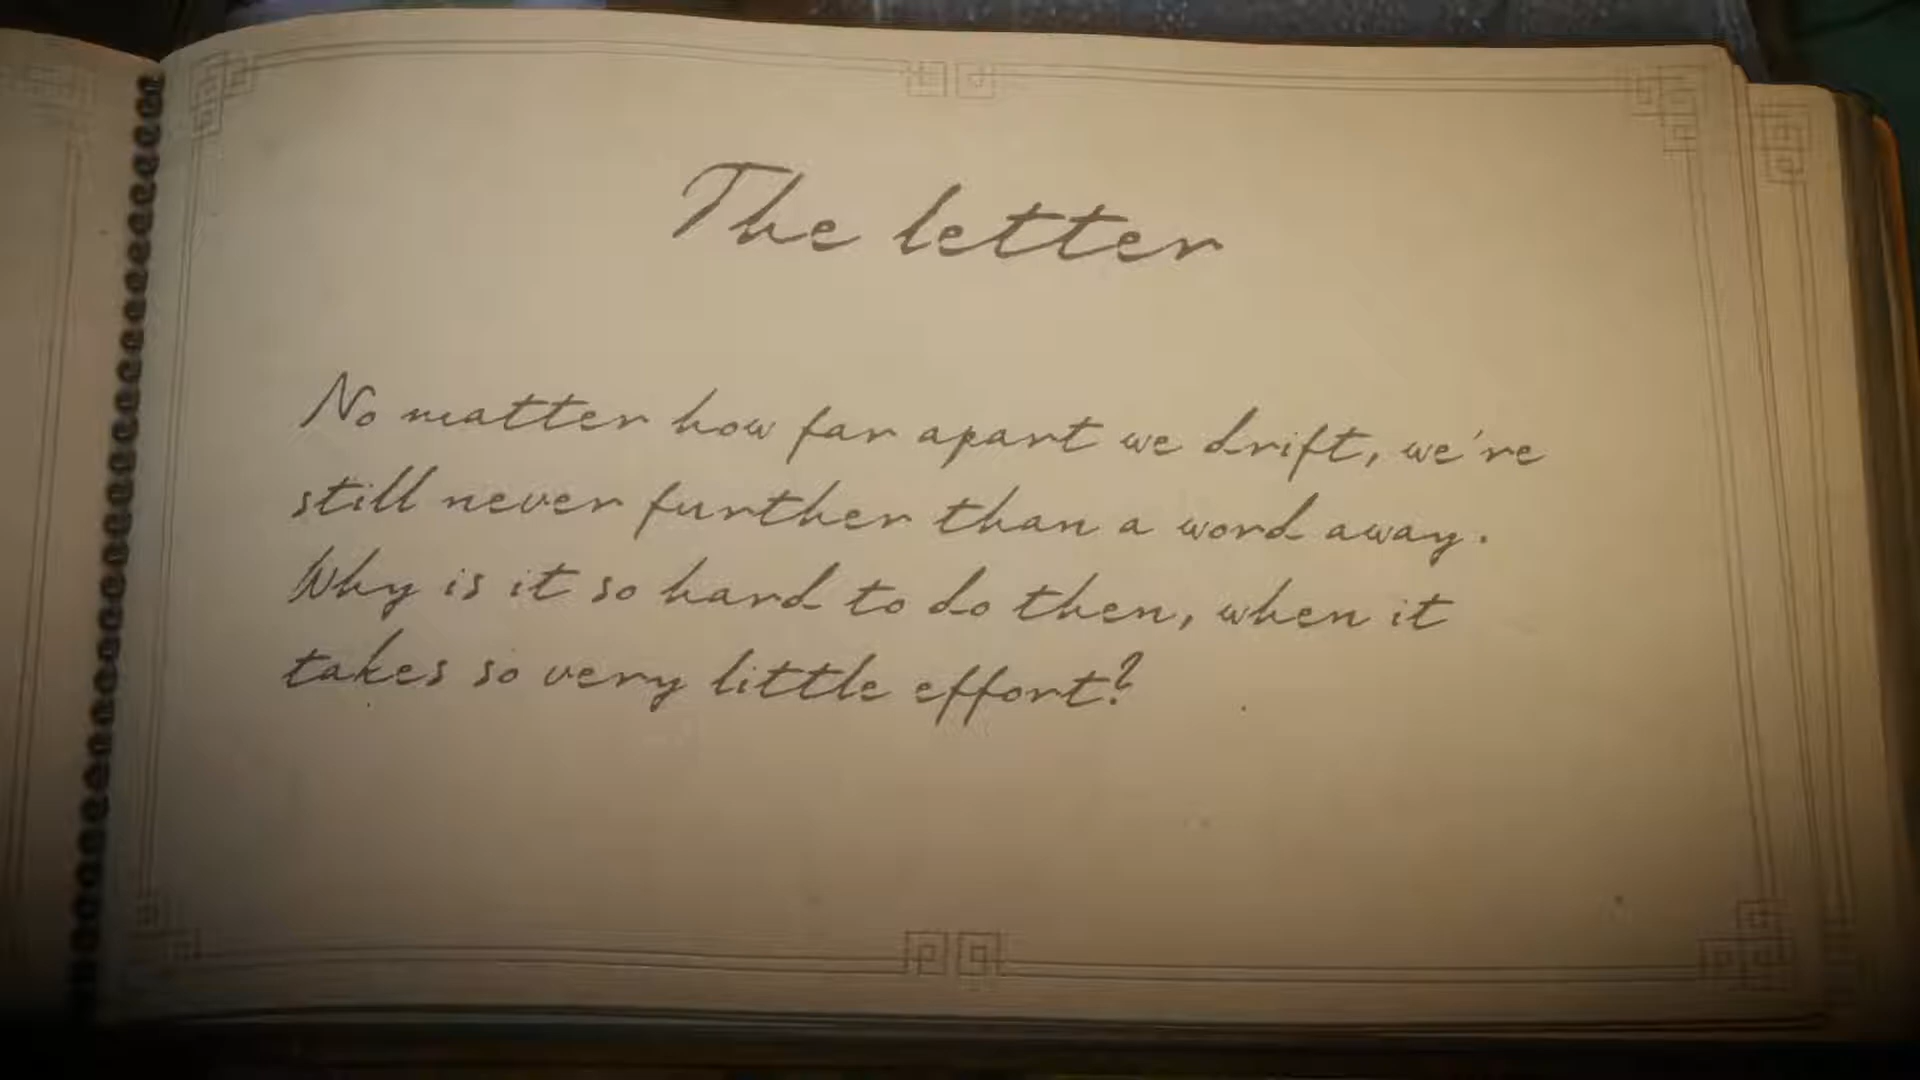 The letter
No matter how far apart we drift, we're
still never further than a word away.
Why is it so hard to do then, when it
takes so very little effort?